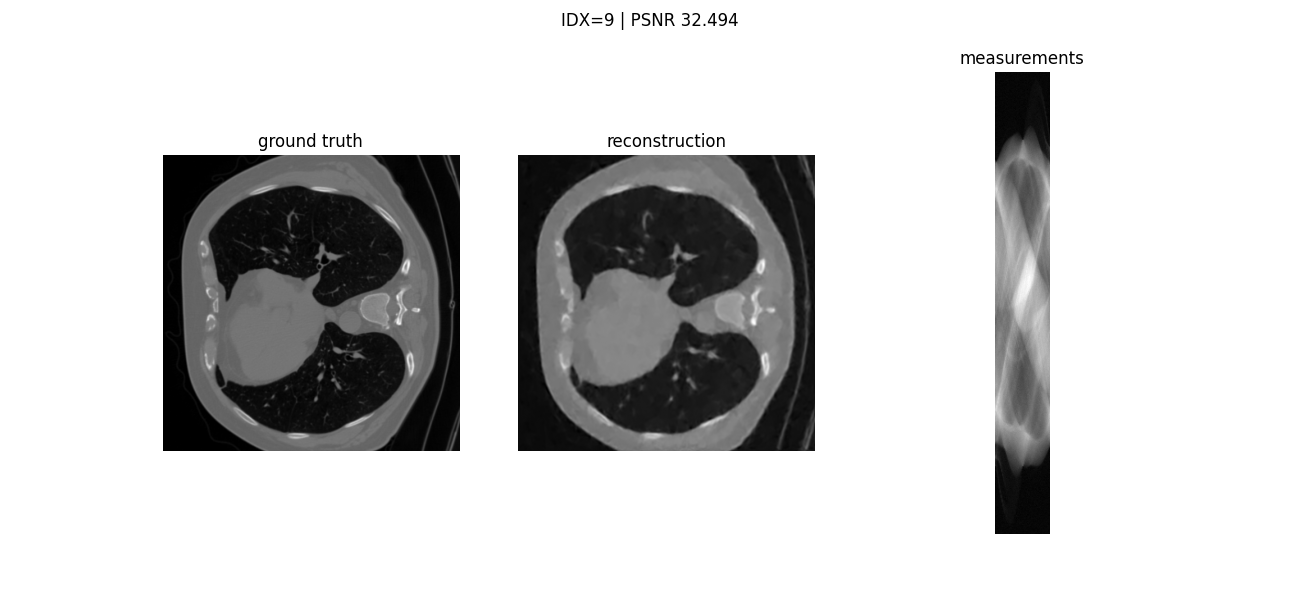 IDX=9 | PSNR 32.494
ground truth
reconstruction
measurements